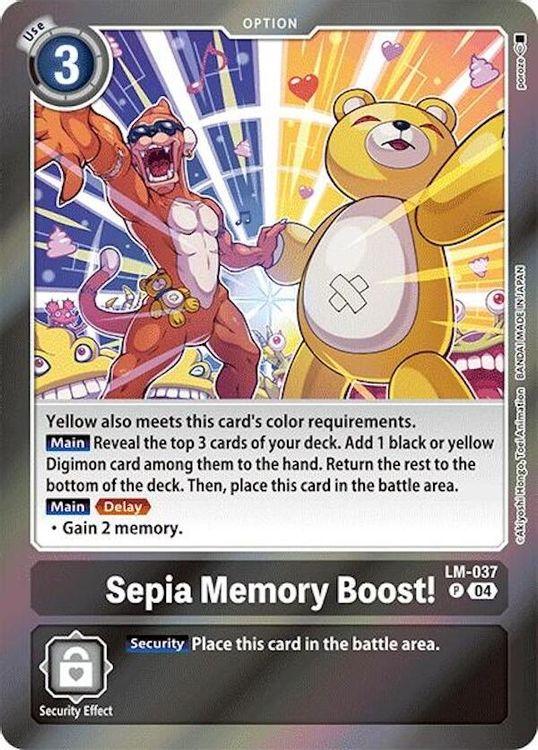 OPTION
Use
3
poroze
Yellow also meets this card's color requirements.
Main Reveal the top 3 cards of your deck. Add 1 black or yellow
Digimon card among them to the hand. Return the rest to the
bottom of the deck. Then, place this card in the battle area.
Main Delay
・Gain 2 memory.
©Akiyoshi Hongo, Toei Animation BANDAI MADE IN JAPAN
Sepia Memory Boost!
LM-037
P 04
Security Place this card in the battle area.
Security Effect